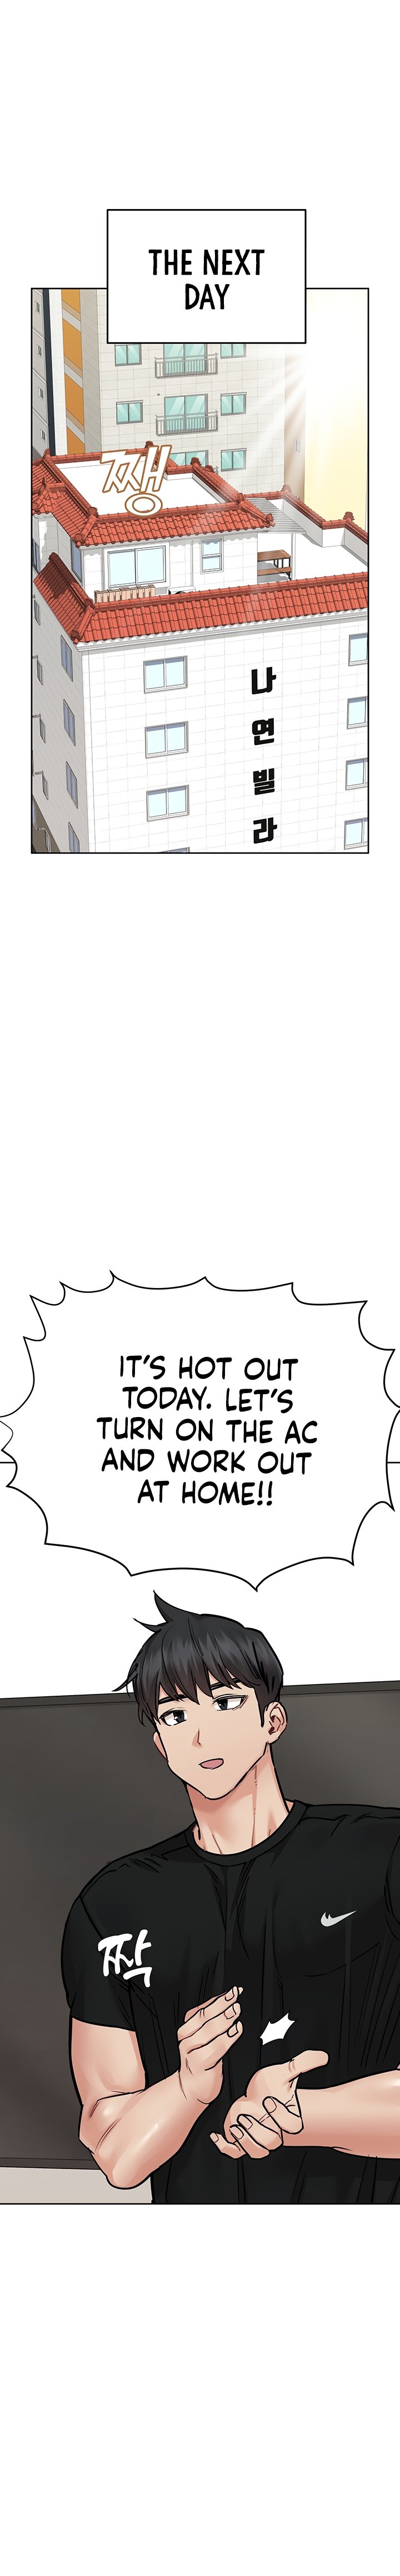 THE NEXT
DAY
쨍
나
연
빌
라
IT'S HOT OUT
TODAY. LET'S
TURN ON THE AC
AND WORK OUT
AT HOME!!
짝